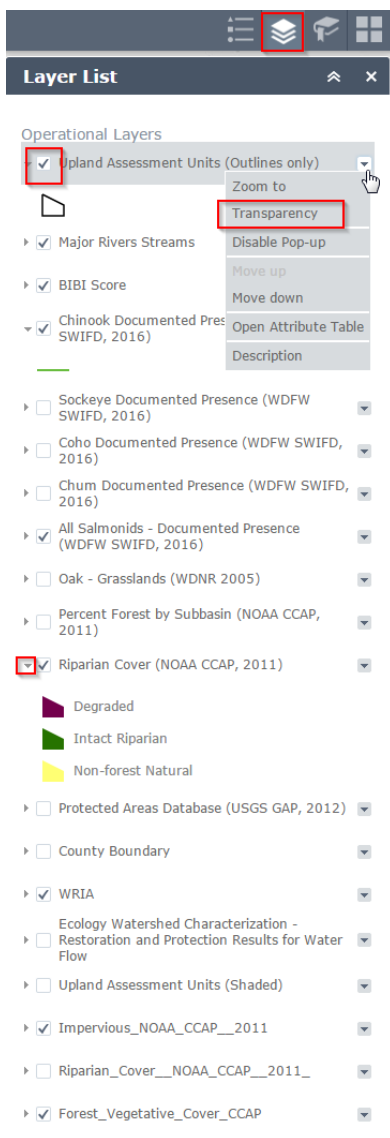 Layer List
Operational Layers
Upland Assessment Units (Outlines only)
Zoom to
Transparency
Major Rivers Streams
Disable Pop-up
Move up
BIBI Score
Move down
Chinook Documented Pres
SWIFD, 2016)
Open Attribute Table
Description
Sockeye Documented Presence (WDFW
SWIFD, 2016)
Coho Documented Presence (WDFW SWIFD,
2016)
Chum Documented Presence (WDFW SWIFD,
2016)
All Salmonids - Documented Presence
(WDFW SWIFD, 2016)
Oak - Grasslands (WDNR 2005)
Percent Forest by Subbasin (NOAA CCAP,
2011)
Riparian Cover (NOAA CCAP, 2011)
Degraded
Intact Riparian
Non-forest Natural
Protected Areas Database (USGS GAP, 2012)
County Boundary
WRIA
Ecology Watershed Characterization -
Restoration and Protection Results for Water
Flow
Upland Assessment Units (Shaded)
Impervious_NOAA_CCAP__2011
Riparian_Cover__NOAA_CCAP__2011_
Forest_Vegetative_Cover_CCAP